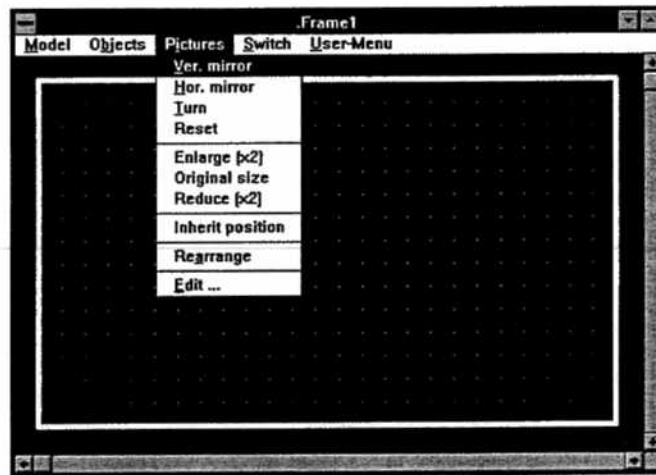 .Frame1
Model Objects Pictures Switch User-Menu
Ver. mirror
Hor. mirror
Turn
Reset
Enlarge (x2)
Original size
Reduce (x2)
Inherit position
Rearrange
Edit ...